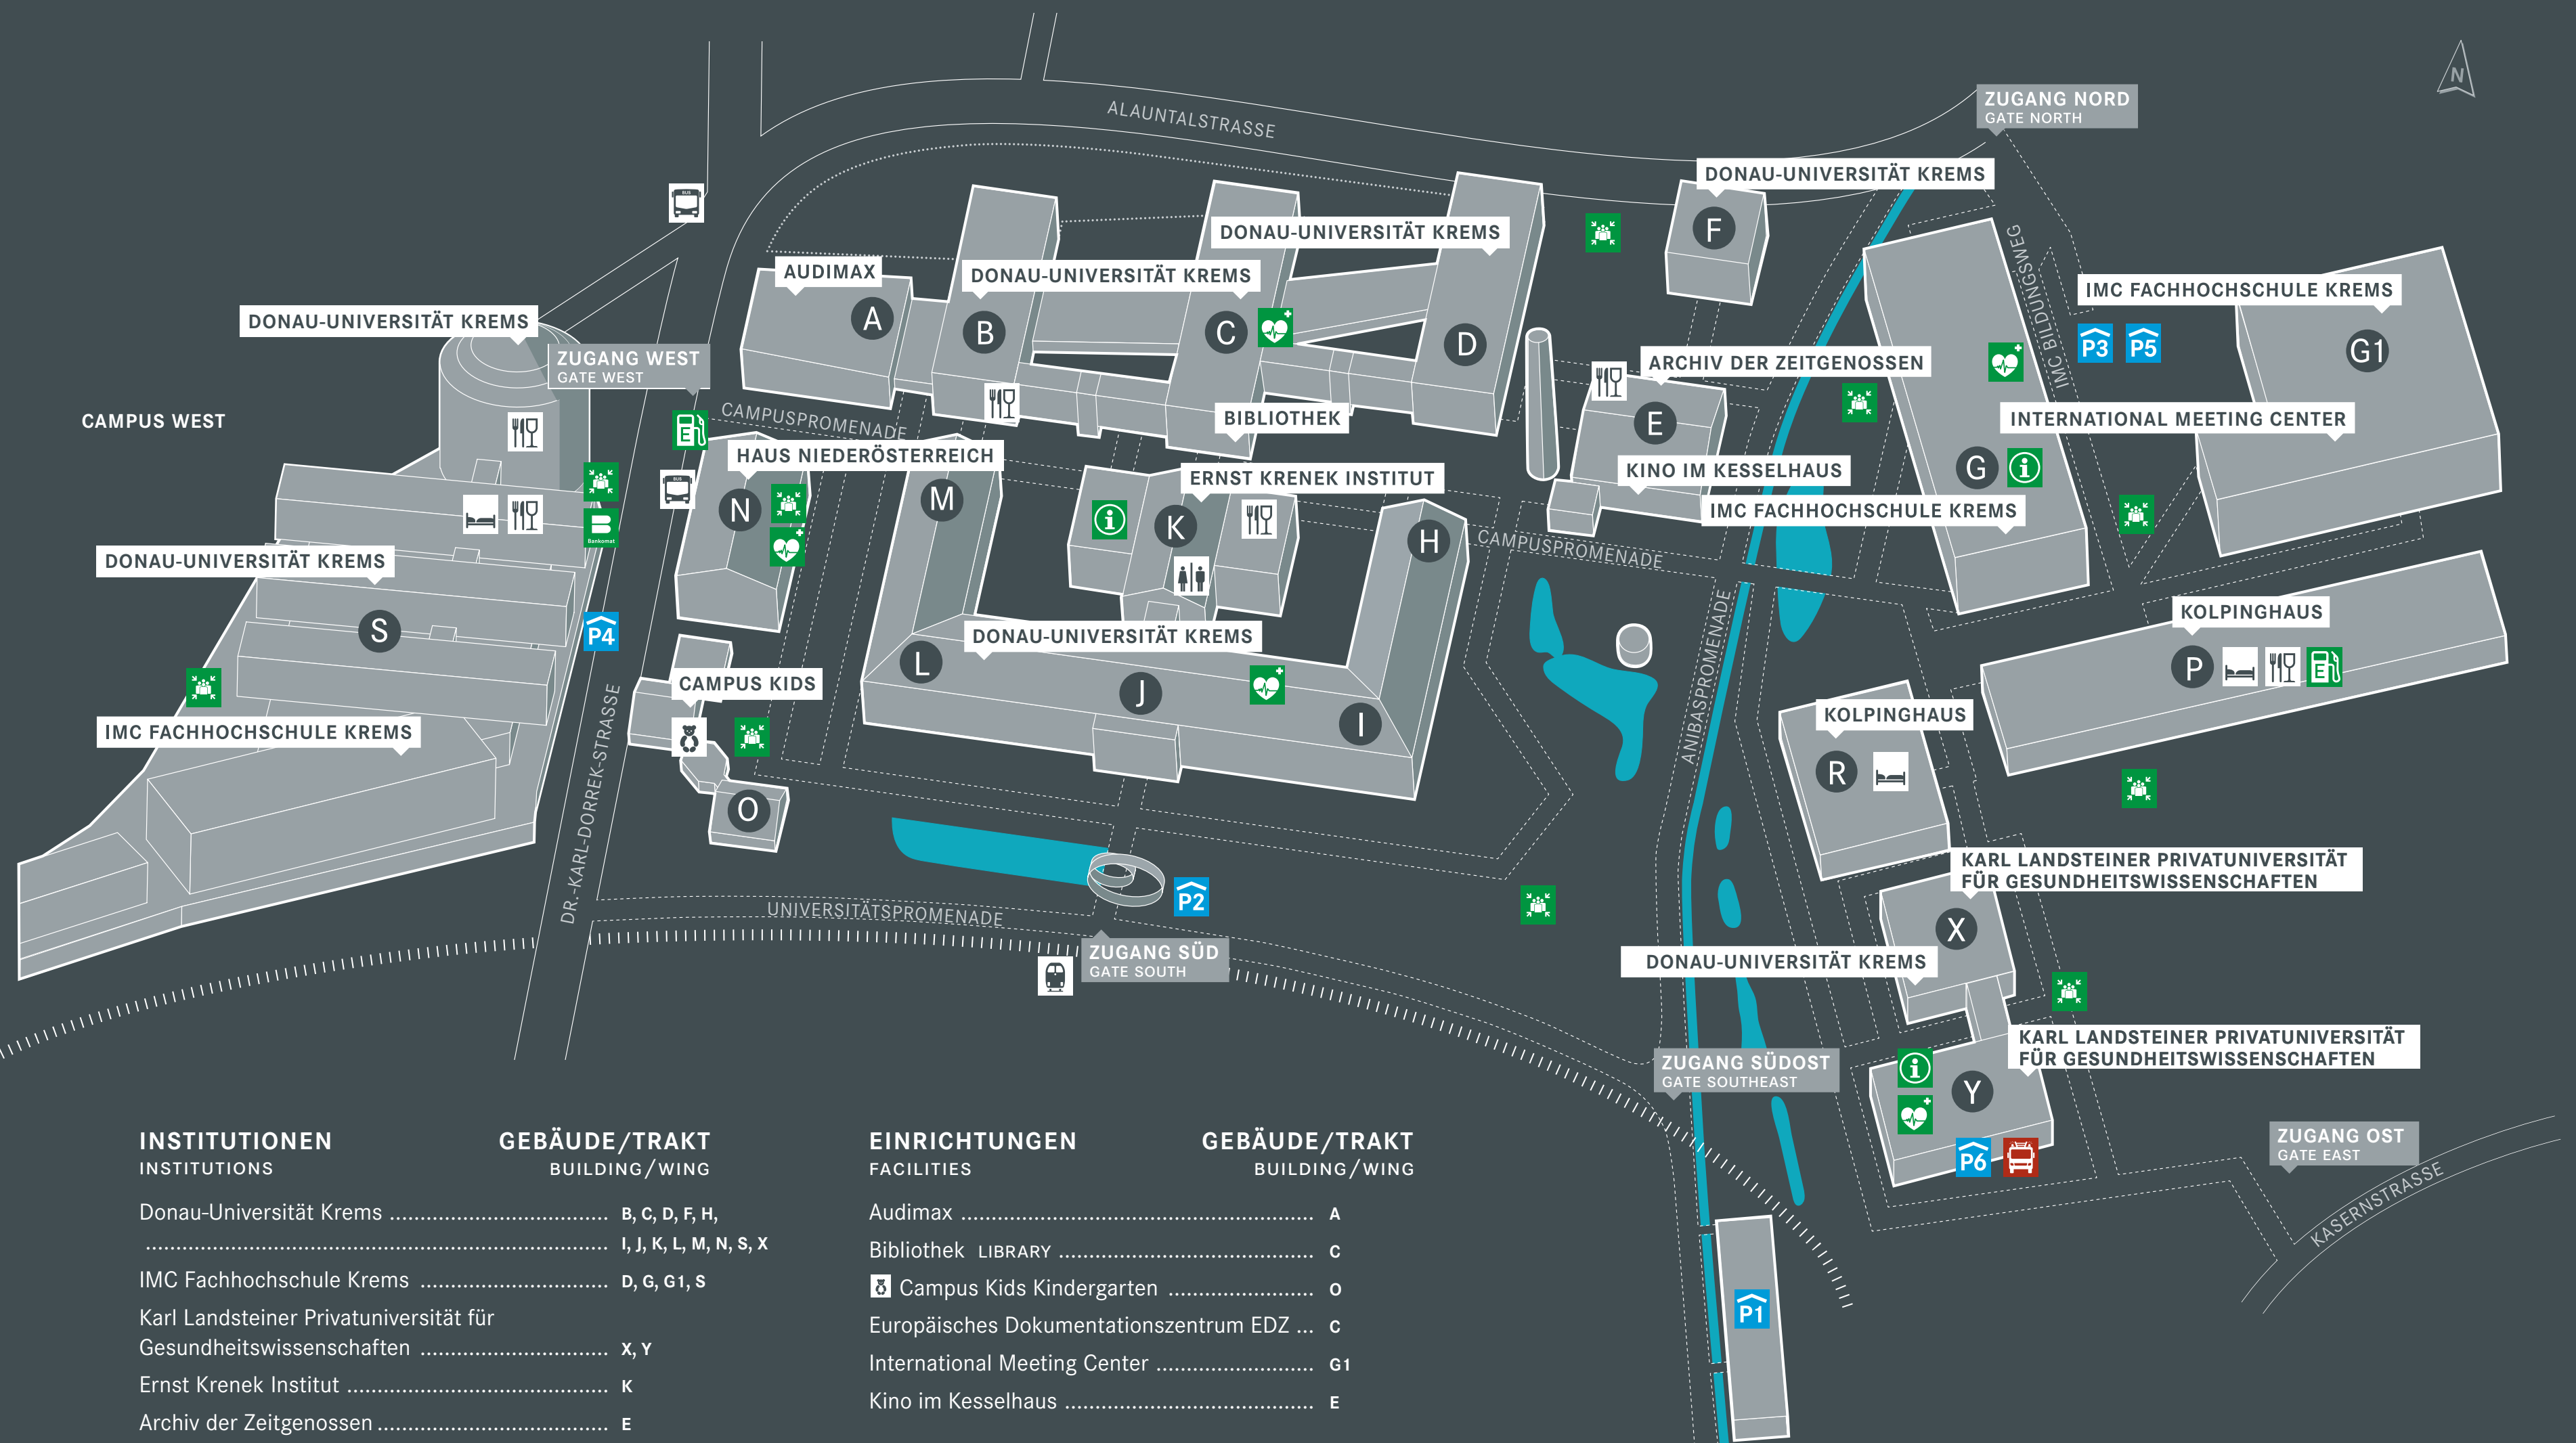 N
ALAUNTALSTRASSE
ZUGANG NORD
GATE NORTH
BUS
DONAU-UNIVERSITÄT KREMS
F
DONAU-UNIVERSITÄT KREMS
IMC BILDUNGSWEG
AUDIMAX
A
DONAU-UNIVERSITÄT KREMS
B
C
D
IMC FACHHOCHSCHULE KREMS
P3
P5
G1
DONAU-UNIVERSITÄT KREMS
ZUGANG WEST
GATE WEST
ARCHIV DER ZEITGENOSSEN
E
CAMPUS WEST
E
CAMPUSPROMENADE
BIBLIOTHEK
INTERNATIONAL MEETING CENTER
HAUS NIEDERÖSTERREICH
BUS
N
M
ERNST KRENEK INSTITUT
K
KINO IM KESSELHAUS
G
IMC FACHHOCHSCHULE KREMS
H
CAMPUSPROMENADE
Bankomat
DONAU-UNIVERSITÄT KREMS
S
P4
DONAU-UNIVERSITÄT KREMS
L
J
I
ANIBASPROMENADE
KOLPINGHAUS
P
E
CAMPUS KIDS
O
KOLPINGHAUS
R
IMC FACHHOCHSCHULE KREMS
DR.-KARL-DORREK-STRASSE
KARL LANDSTEINER PRIVATUNIVERSITÄT
FÜR GESUNDHEITSWISSENSCHAFTEN
X
P2
UNIVERSITÄTSPROMENADE
ZUGANG SÜD
GATE SOUTH
DONAU-UNIVERSITÄT KREMS
KARL LANDSTEINER PRIVATUNIVERSITÄT
FÜR GESUNDHEITSWISSENSCHAFTEN
Y
P6
ZUGANG SÜDOST
GATE SOUTHEAST
ZUGANG OST
GATE EAST
KASERNSTRASSE
P1
INSTITUTIONEN GEBÄUDE/TRAKT
INSTITUTIONS BUILDING/WING
Donau-Universität Krems ........................ B, C, D, F, H,
........................ I, J, K, L, M, N, S, X
IMC Fachhochschule Krems ........................ D, G, G1, S
Karl Landsteiner Privatuniversität für
Gesundheitswissenschaften ........................ X, Y
Ernst Krenek Institut ........................ K
Archiv der Zeitgenossen ........................ E
EINRICHTUNGEN GEBÄUDE/TRAKT
FACILITIES BUILDING/WING
Audimax ........................ A
Bibliothek LIBRARY ........................ C
Campus Kids Kindergarten ........................ O
Europäisches Dokumentationszentrum EDZ ... C
International Meeting Center ........................ G1
Kino im Kesselhaus ........................ E